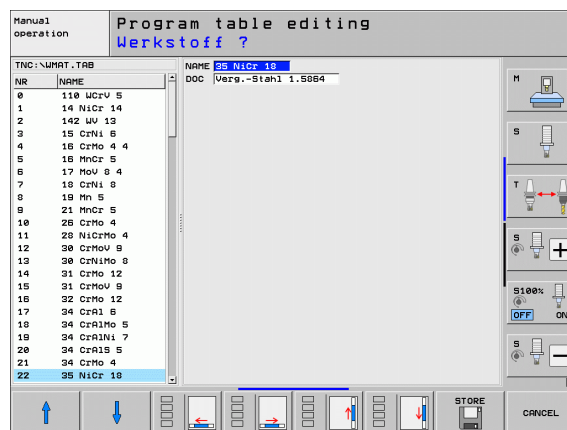 Manual
operation
Program table editing
Werkstoff ?
TNC:\WMAT.TAB
NR NAME
0 110 WCrV 5
1 14 NiCr 14
2 142 WV 13
3 15 CrNi 6
4 16 CrMo 4 4
5 16 MnCr 5
6 17 MoV 8 4
7 18 CrNi 8
8 19 Mn 5
9 21 MnCr 5
10 26 CrMo 4
11 28 NiCrMo 4
12 30 CrMoV 9
13 30 CrNiMo 8
14 31 CrMo 12
15 31 CrMoV 9
16 32 CrMo 12
17 34 CrAl 6
18 34 CrAlMo 5
19 34 CrAlNi 7
20 34 CrAlS 5
21 34 CrMo 4
22 35 NiCr 18
NAME 35 NiCr 18
DOC Verg.-Stahl 1.5864
M
S
T
S
S100%
OFF ON
S
STORE
CANCEL